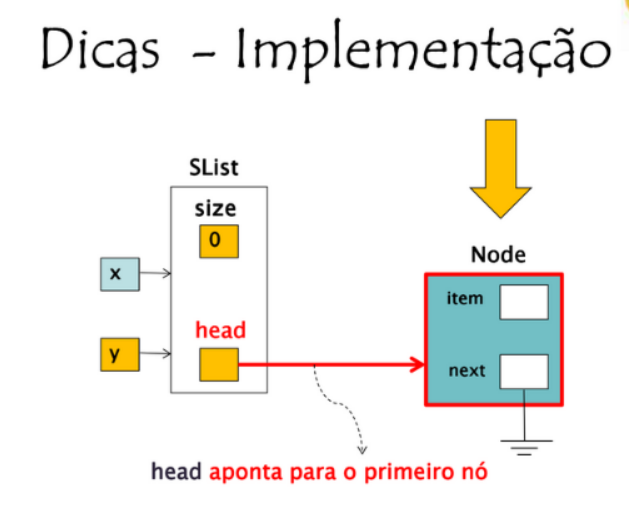 Dicas - Implementação
SList
size
0
x
head
y
Node
item
next
head aponta para o primeiro nó